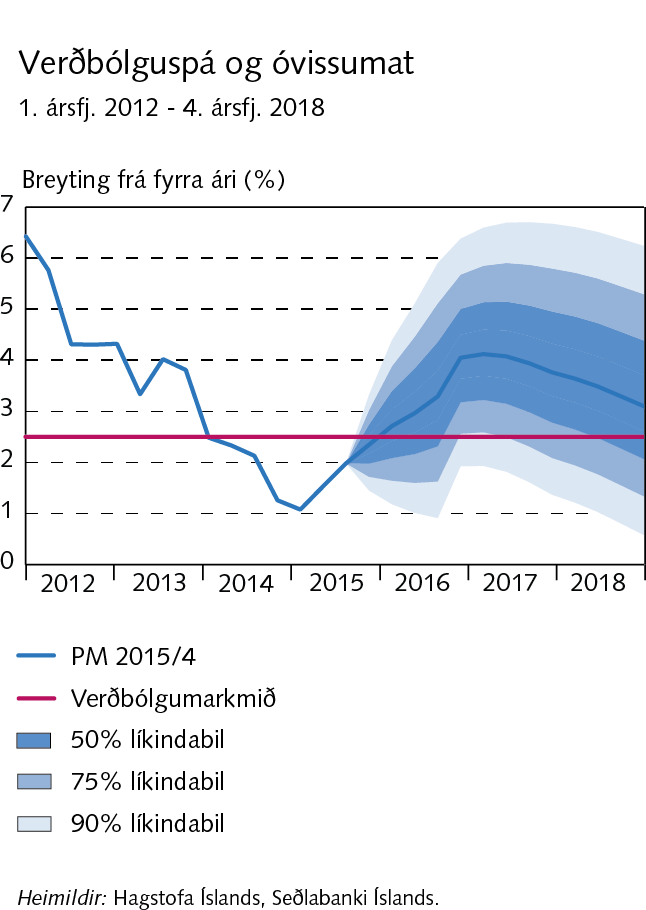 Verðbólguspá og óvissumat
1. ársfj. 2012 - 4. ársfj. 2018
Breyting frá fyrra ári (%)
7
6
5
4
3
2
1
0
2012 2013 2014 2015 2016 2017 2018
PM 2015/4
Verðbólgumarkmið
50% líkindabil
75% líkindabil
90% líkindabil
Heimildir: Hagstofa Íslands, Seðlabanki Íslands.